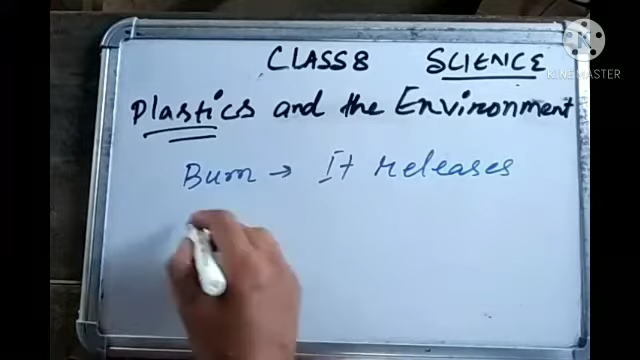 CLASS 8 SCIENCE
Plastics and the Environment
Burn → It releases
KINEMASTER